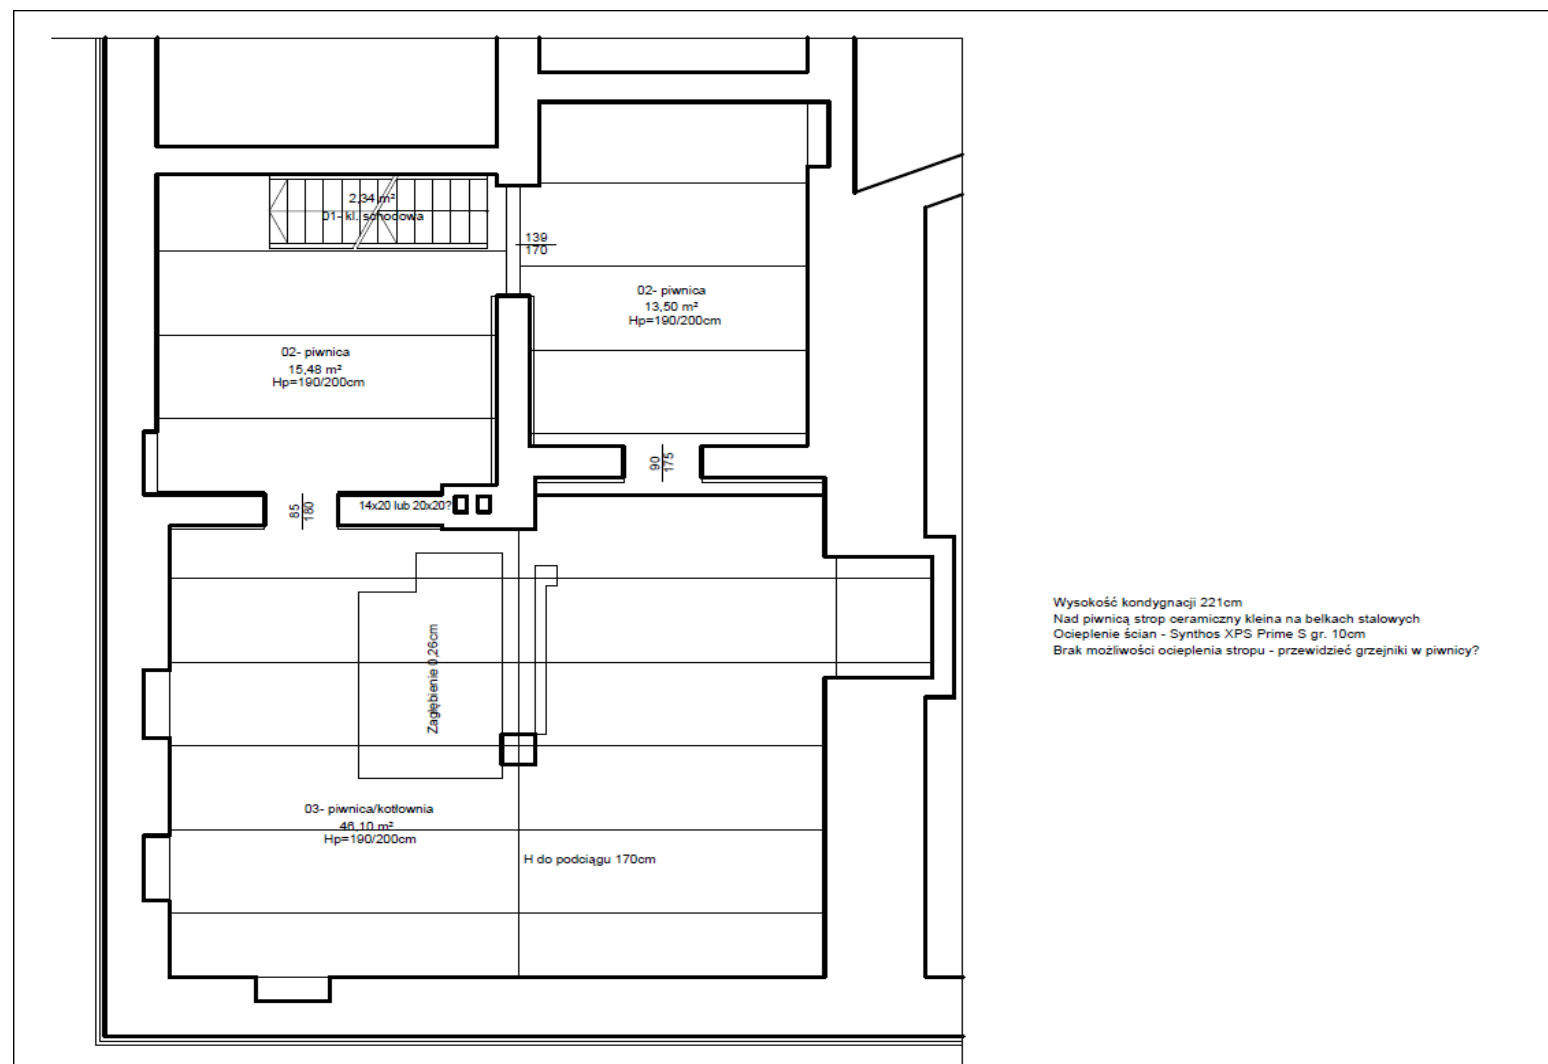 2,34 m²
01- kl. schodowa
139
170
02- piwnica
13,50 m²
Hp=190/200cm
02- piwnica
15,48 m²
Hp=190/200cm
90
175
85
180
14x20 lub 20x20?
Zagłębienie 0,26cm
Wysokość kondygnacji 221cm
Nad piwnicą strop ceramiczny kleina na belkach stalowych
Ocieplenie ścian - Synthos XPS Prime S gr. 10cm
Brak możliwości ocieplenia stropu - przewidzieć grzejniki w piwnicy?
03- piwnica/kotłownia
46,10 m²
Hp=190/200cm
H do podciągu 170cm